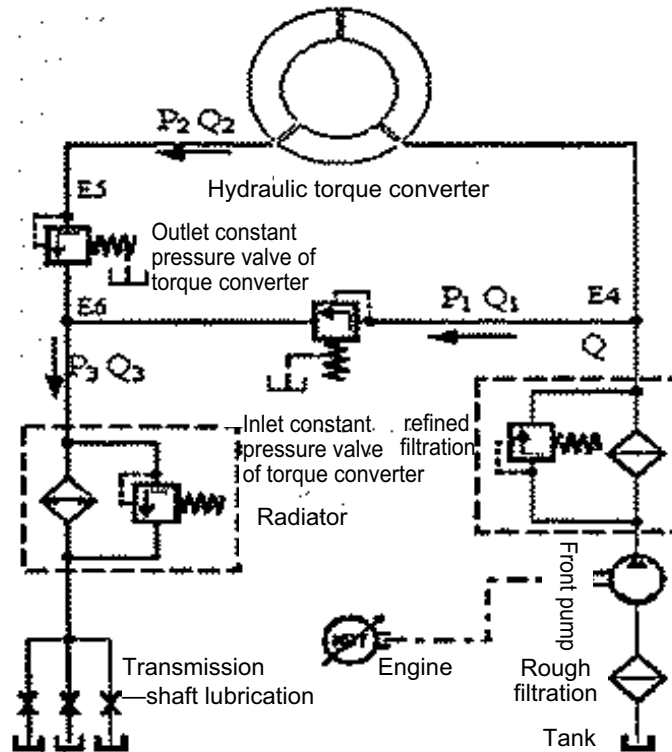 P2 Q2
Hydraulic torque converter
E5
Outlet constant
pressure valve of
torque converter
E6
P1 Q1
E4
Q
P3 Q3
Inlet constant
pressure valve
of torque converter
refined
filtration
Radiator
Front pump
Transmission
shaft lubrication
Engine
Rough
filtration
Tank